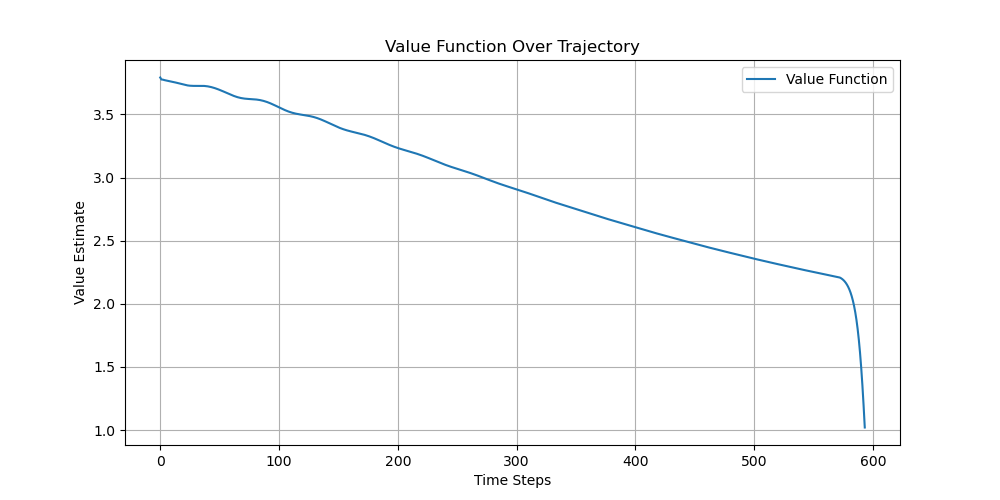 Value Function Over Trajectory
Value Function
3.5
3.0
2.5
2.0
1.5
1.0
Value Estimate
0 100 200 300 400 500 600
Time Steps